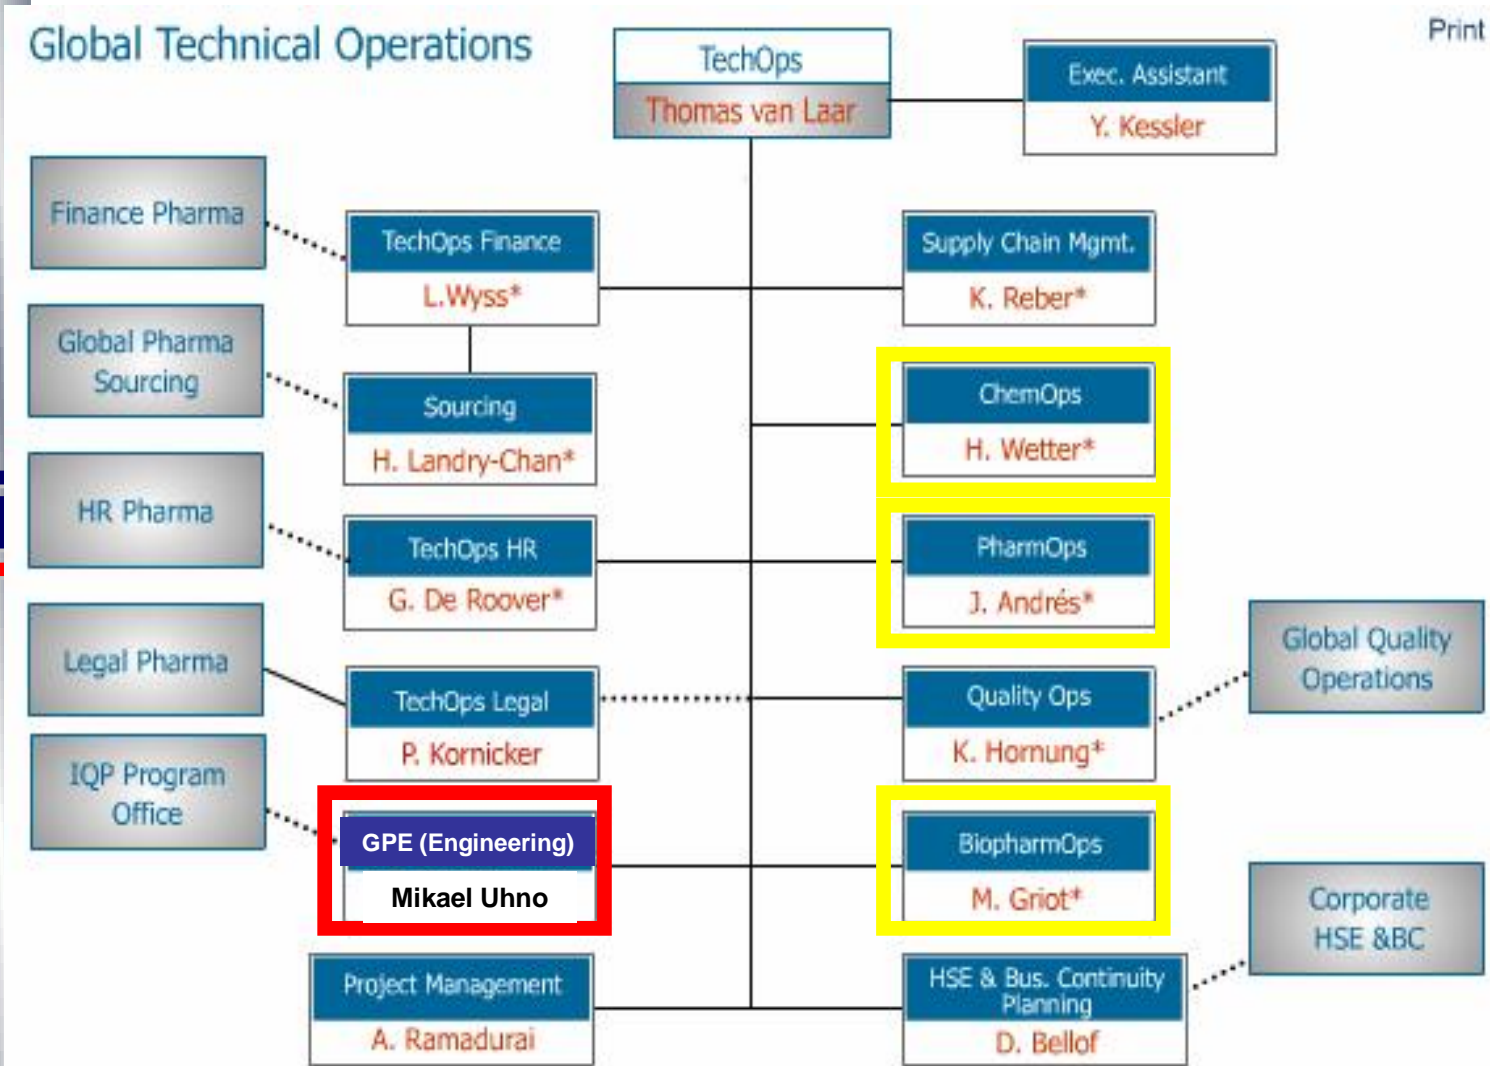 Global Technical Operations
Print
TechOps
Thomas van Laar
Exec. Assistant
Y. Kessler
Finance Pharma
TechOps Finance
L.Wyss*
Supply Chain Mgmt.
K. Reber*
Global Pharma
Sourcing
Sourcing
H. Landry-Chan*
ChemOps
H. Wetter*
HR Pharma
TechOps HR
G. De Roover*
PharmOps
J. Andrés*
Legal Pharma
TechOps Legal
P. Kornicker
Quality Ops
K. Hornung*
Global Quality
Operations
IQP Program
Office
GPE (Engineering)
Mikael Uhno
BiopharmOps
M. Griot*
Corporate
HSE &BC
Project Management
A. Ramadurai
HSE & Bus. Continuity
Planning
D. Bellof